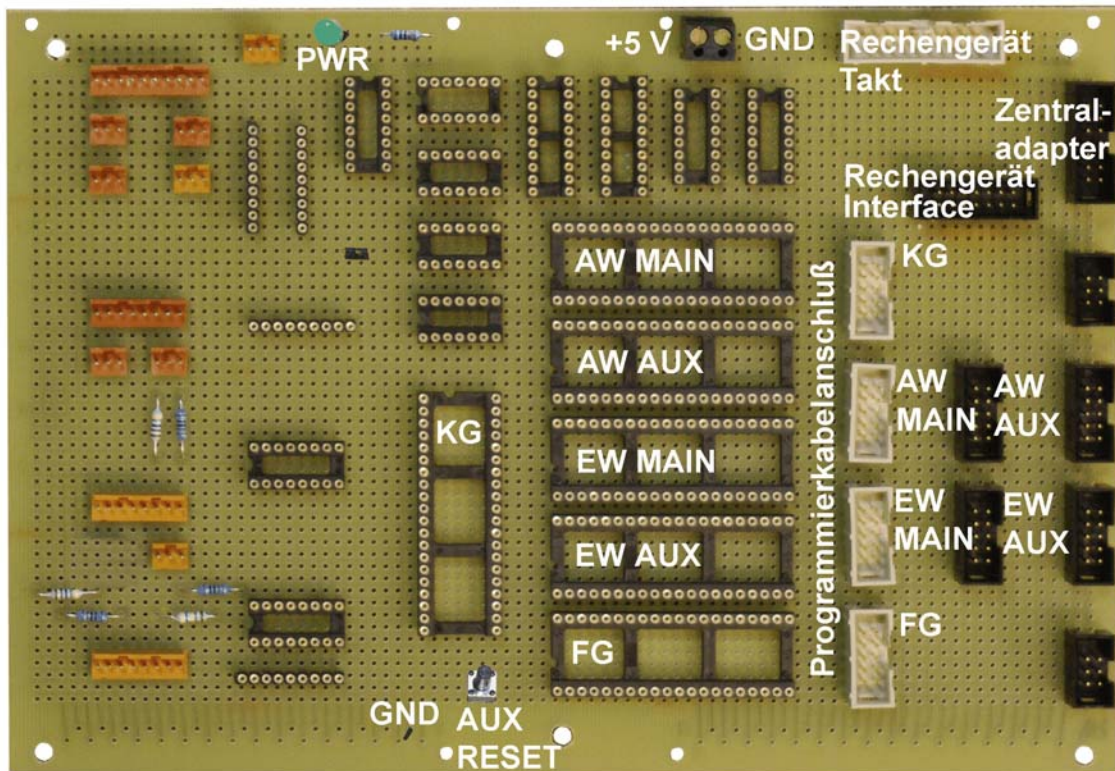 PWR
+5 V
GND
Rechengerät
Takt
Zentral-
adapter
Rechengerät
Interface
AW MAIN
AW AUX
EW MAIN
EW AUX
FG
KG
Programmierkabelanschluß
KG
AW
MAIN
AW
AUX
EW
MAIN
EW
AUX
FG
GND
AUX
RESET